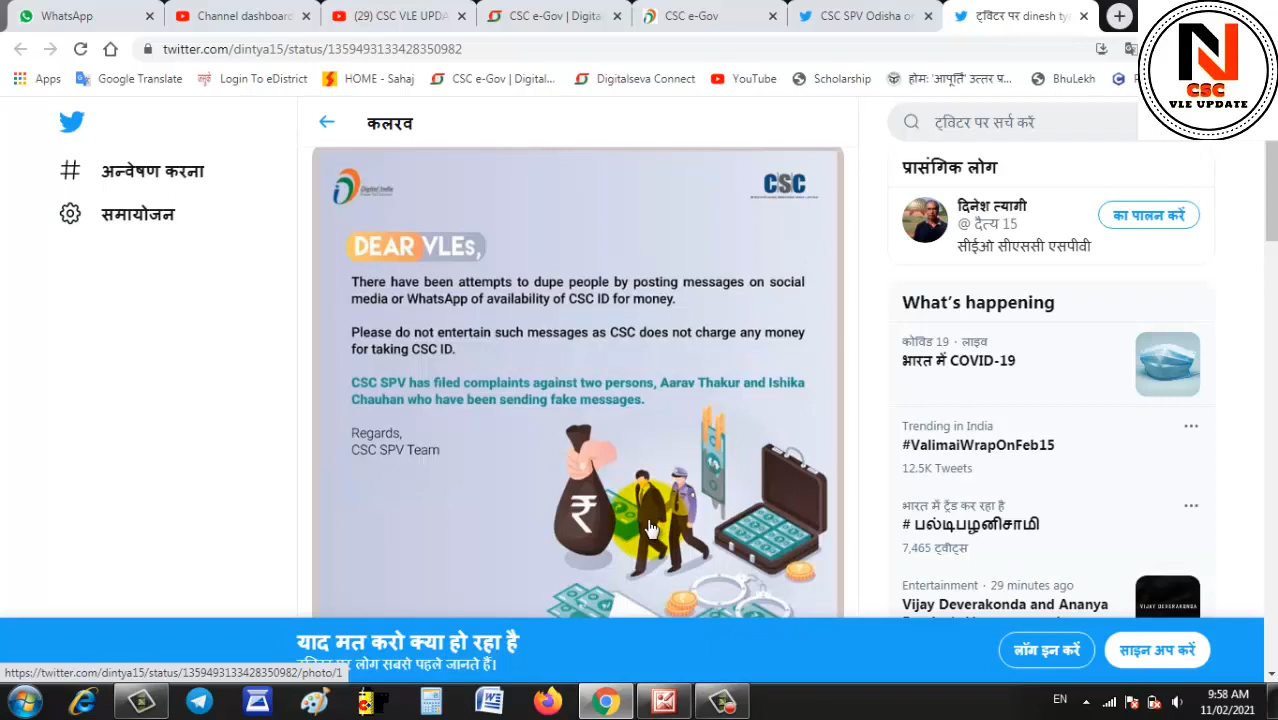 WhatsApp
Channel dashboard
(29) CSC VLE UPDA
CSC e-Gov | Digital
CSC e-Gov
CSC SPV Odisha on
ट्विटर पर dinesh ty
twitter.com/dintya15/status/1359493133428350982
Apps
Google Translate
Login To eDistrict
HOME - Sahaj
CSC e-Gov | Digital...
Digitalseva Connect
YouTube
Scholarship
होमः 'आपूर्ति' उत्तर प...
BhuLekh
N
CSC
VLE UPDATE
कलरव
ट्विटर पर सर्च करें
अन्वेषण करना
समायोजन
Digital India
CSC
DEAR VLEs,
There have been attempts to dupe people by posting messages on social
media or WhatsApp of availability of CSC ID for money.
Please do not entertain such messages as CSC does not charge any money
for taking CSC ID.
CSC SPV has filed complaints against two persons, Aarav Thakur and Ishika
Chauhan who have been sending fake messages.
Regards,
CSC SPV Team
₹
प्रासंगिक लोग
दिनेश त्यागी
@ दैत्य 15
का पालन करें
सीईओ सीएससी एसपीवी
What's happening
कोविड 19 · लाइव
भारत में COVID-19
Trending in India
#ValimaiWrapOnFeb15
12.5K Tweets
भारत में ट्रेंड कर रहा है
# பல்டிபழனிசாமி
7,465 ट्वीट्स
Entertainment · 29 minutes ago
Vijay Deverakonda and Ananya
VIJAY DEVERAKONDA
याद मत करो क्या हो रहा है
लोग सबसे पहले जानते हैं।
लॉग इन करें
साइन अप करें
https://twitter.com/dintya15/status/1359493133428350982/photo/1
EN
9:58 AM
11/02/2021